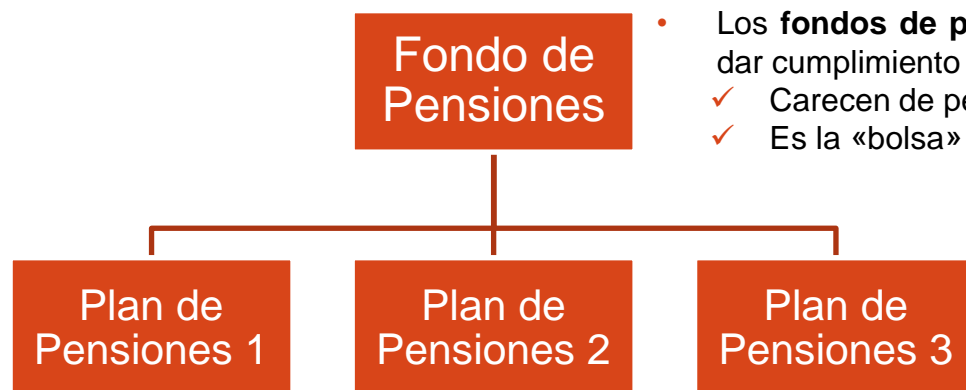 Fondo de
Pensiones
• Los fondos de p
dar cumplimiento
✓ Carecen de pe
✓ Es la «bolsa»
Plan de
Pensiones 1
Plan de
Pensiones 2
Plan de
Pensiones 3